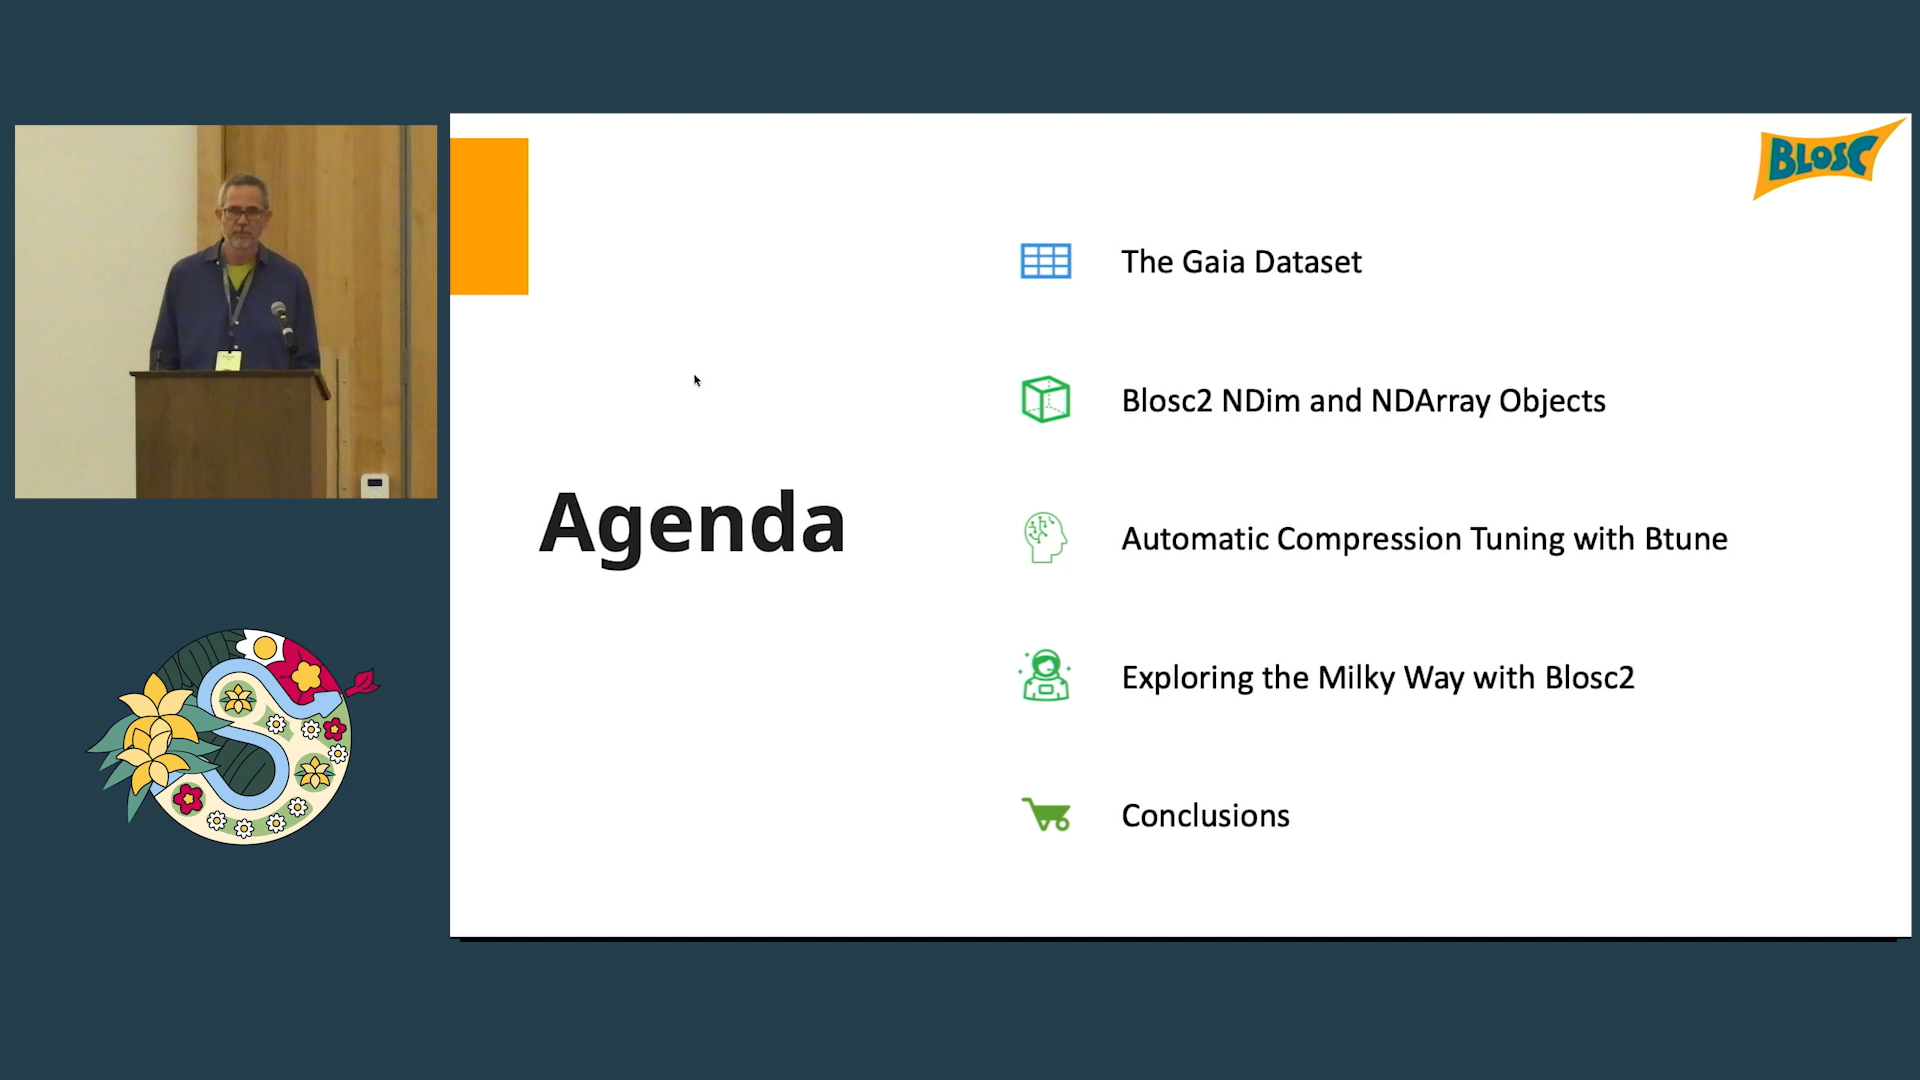 BLOSC
The Gaia Dataset
Blosc2 NDim and NDArray Objects
Agenda
Automatic Compression Tuning with Btune
Exploring the Milky Way with Blosc2
Conclusions